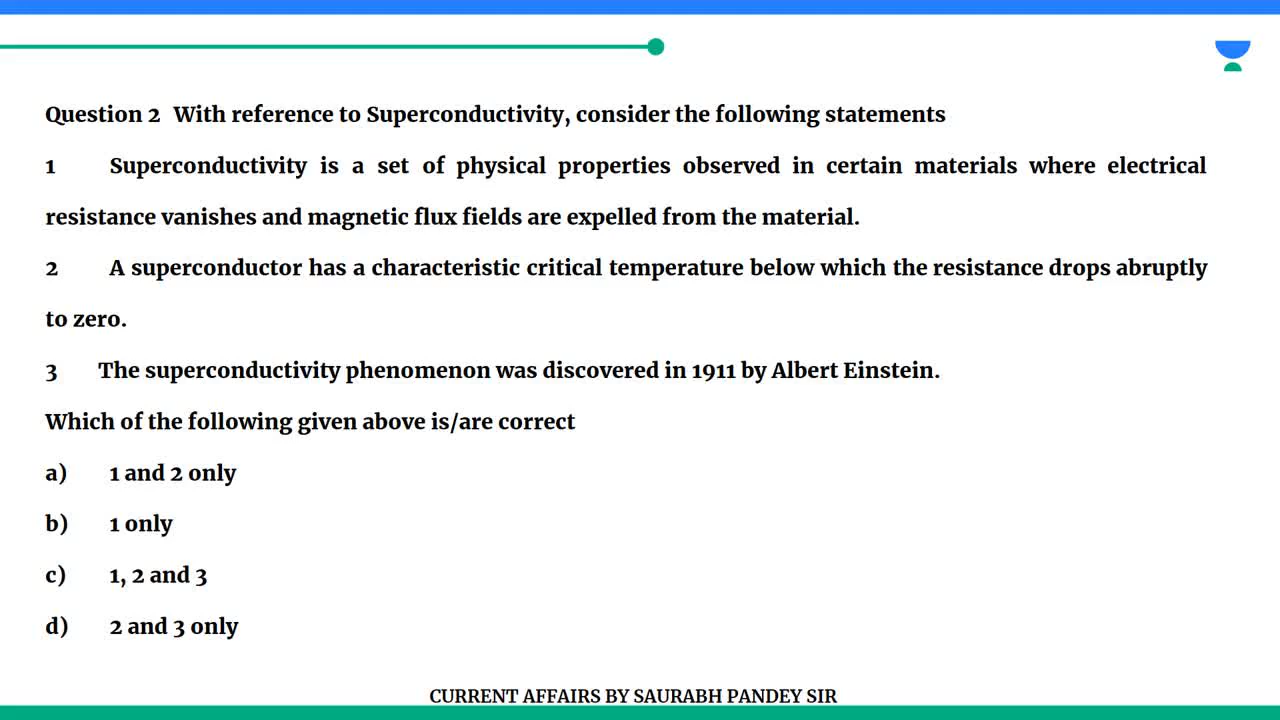 Question 2 With reference to Superconductivity, consider the following statements
1 Superconductivity is a set of physical properties observed in certain materials where electrical
resistance vanishes and magnetic flux fields are expelled from the material.
2 A superconductor has a characteristic critical temperature below which the resistance drops abruptly
to zero.
3 The superconductivity phenomenon was discovered in 1911 by Albert Einstein.
Which of the following given above is/are correct
a) 1 and 2 only
b) 1 only
c) 1, 2 and 3
d) 2 and 3 only
CURRENT AFFAIRS BY SAURABH PANDEY SIR